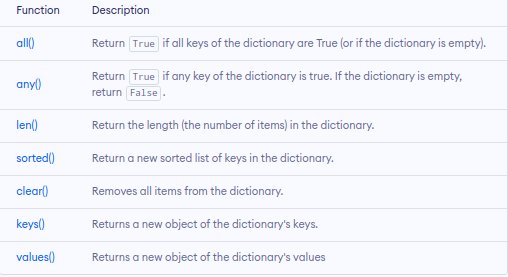 Function Description
all() Return True if all keys of the dictionary are True (or if the dictionary is empty).
any() Return True if any key of the dictionary is true. If the dictionary is empty,
return False .
len() Return the length (the number of items) in the dictionary.
sorted() Return a new sorted list of keys in the dictionary.
clear() Removes all items from the dictionary.
keys() Returns a new object of the dictionary's keys.
values() Returns a new object of the dictionary's values